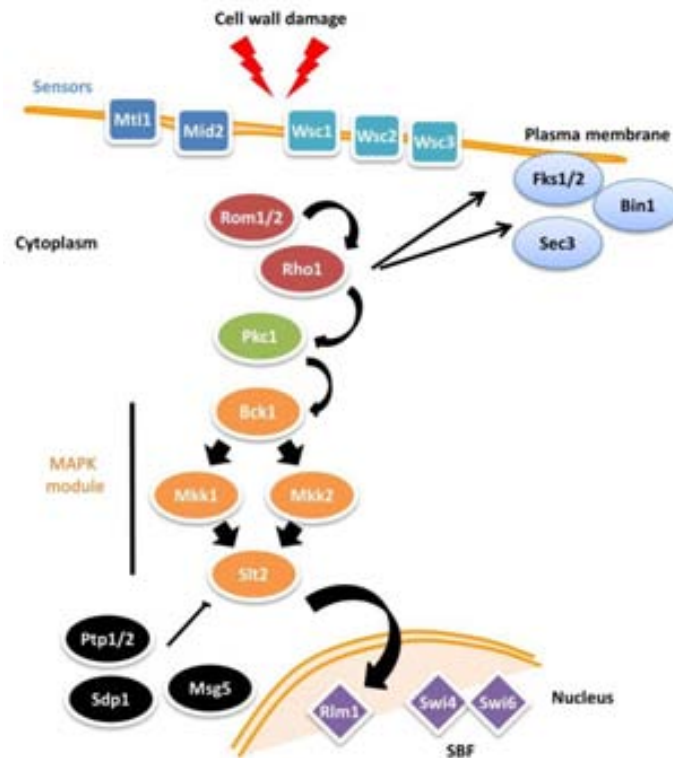 Cell wall damage
Sensors
Mtl1
Mid2
Wsc1
Wsc2
Wsc3
Plasma membrane
Fks1/2
Bin1
Sec3
Rom1/2
Cytoplasm
Rho1
Pkc1
Bck1
MAPK
module
Mkk1
Mkk2
Slt2
Ptp1/2
Sdp1
Msg5
Rlm1
Swi4
Swi6
Nucleus
SBF